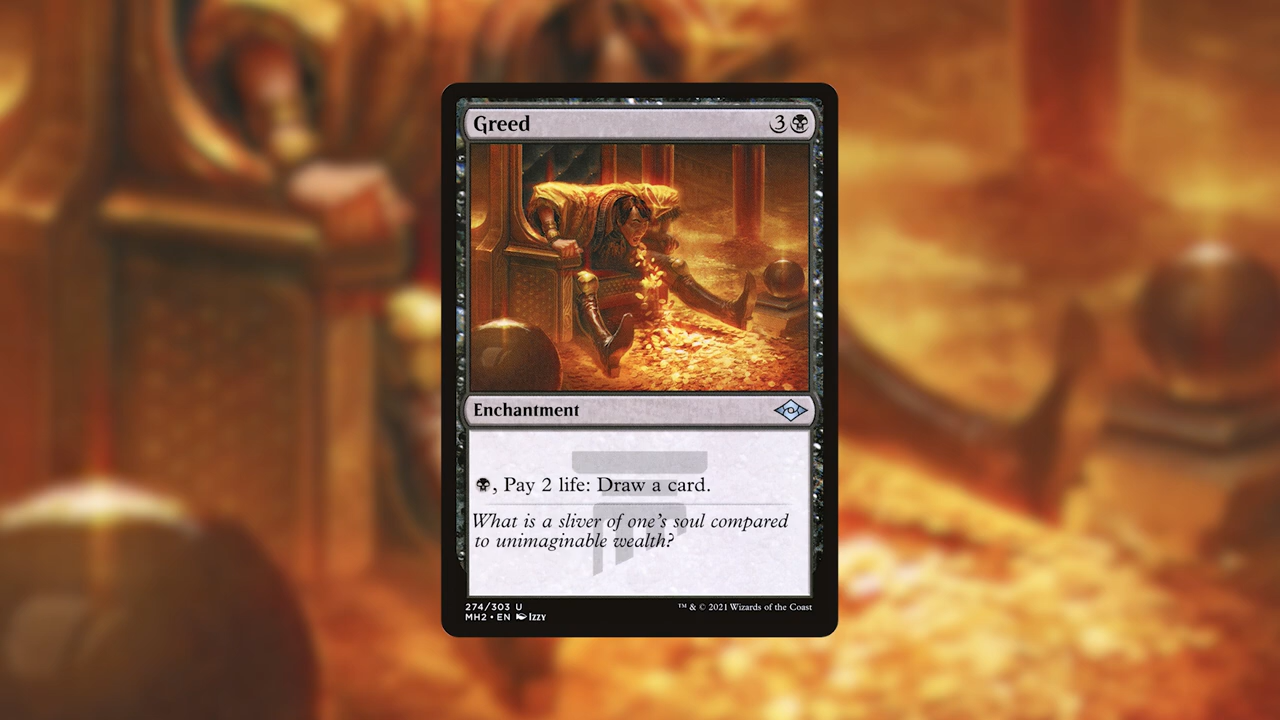 Greed 3
Enchantment
, Pay 2 life: Draw a card.
What is a sliver of one's soul compared
to unimaginable wealth?
274/303 U
MH2 • EN Izzy
™ & © 2021 Wizards of the Coast